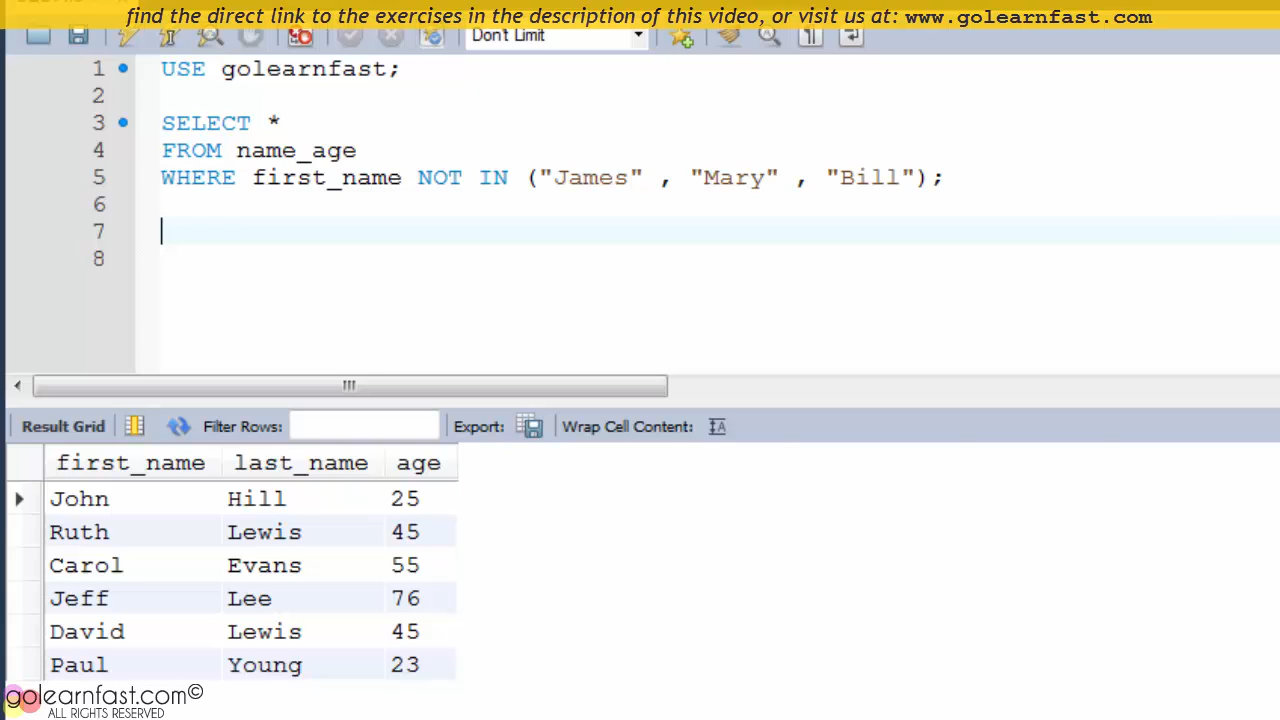 find the direct link to the exercises in the description of this video, or visit us at: www.golearnfast.com
Don't Limit
1 USE golearnfast;
2
3 SELECT *
4 FROM name_age
5 WHERE first_name NOT IN ("James" , "Mary" , "Bill");
6
7
8
Result Grid Filter Rows: Export: Wrap Cell Content:
first_name last_name age
John Hill 25
Ruth Lewis 45
Carol Evans 55
Jeff Lee 76
David Lewis 45
Paul Young 23
golearnfast.com©
ALL RIGHTS RESERVED